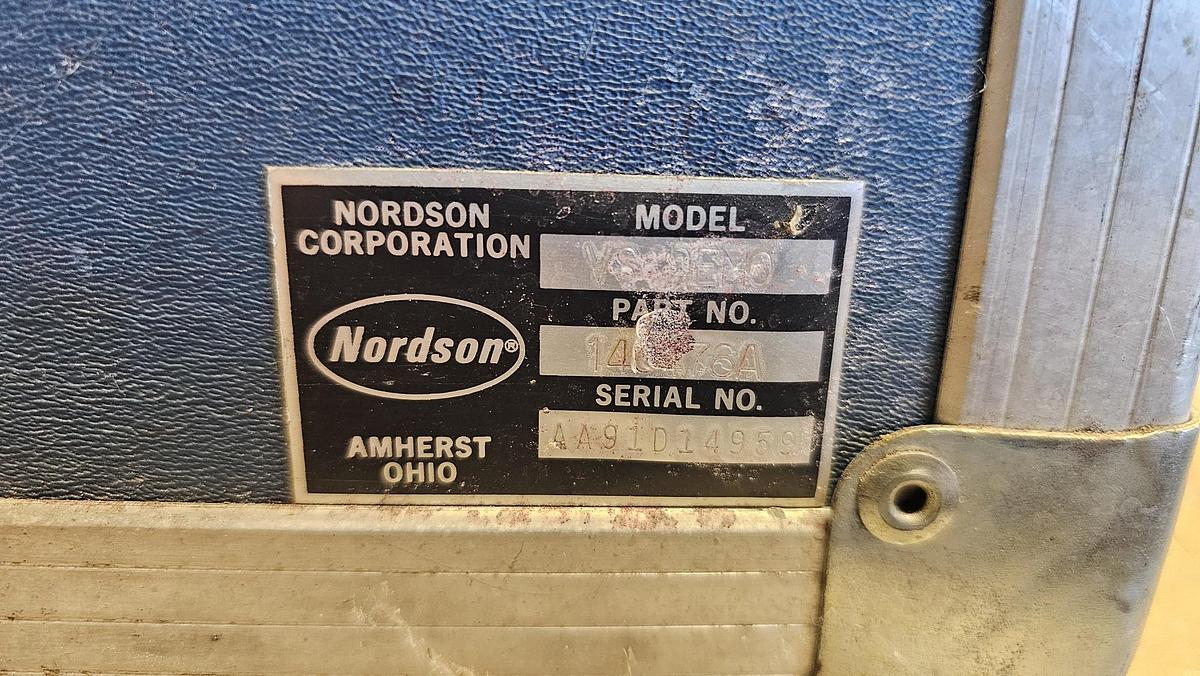 NORDSON
CORPORATION
Nordson®
AMHERST
OHIO
MODEL
PART NO.
SERIAL NO.
AA91D14959